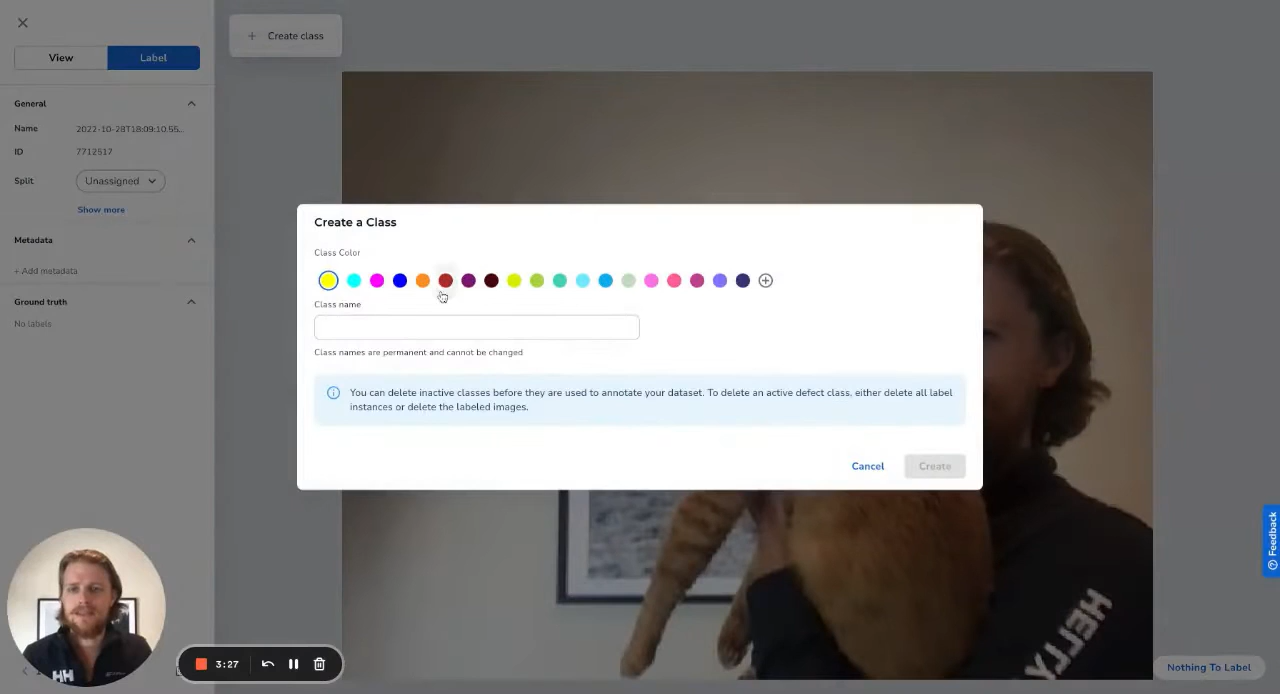 View
Label
+ Create class
General
Name 2022-10-28T18:09:10.55...
ID 7712517
Split Unassigned
Show more
Metadata
+ Add metadata
Ground truth
No labels
Create a Class
Class Color
Class name
Class names are permanent and cannot be changed
You can delete inactive classes before they are used to annotate your dataset. To delete an active defect class, either delete all label
instances or delete the labeled images.
Cancel
Create
Feedback
HELLY
HH
3:27
Nothing To Label